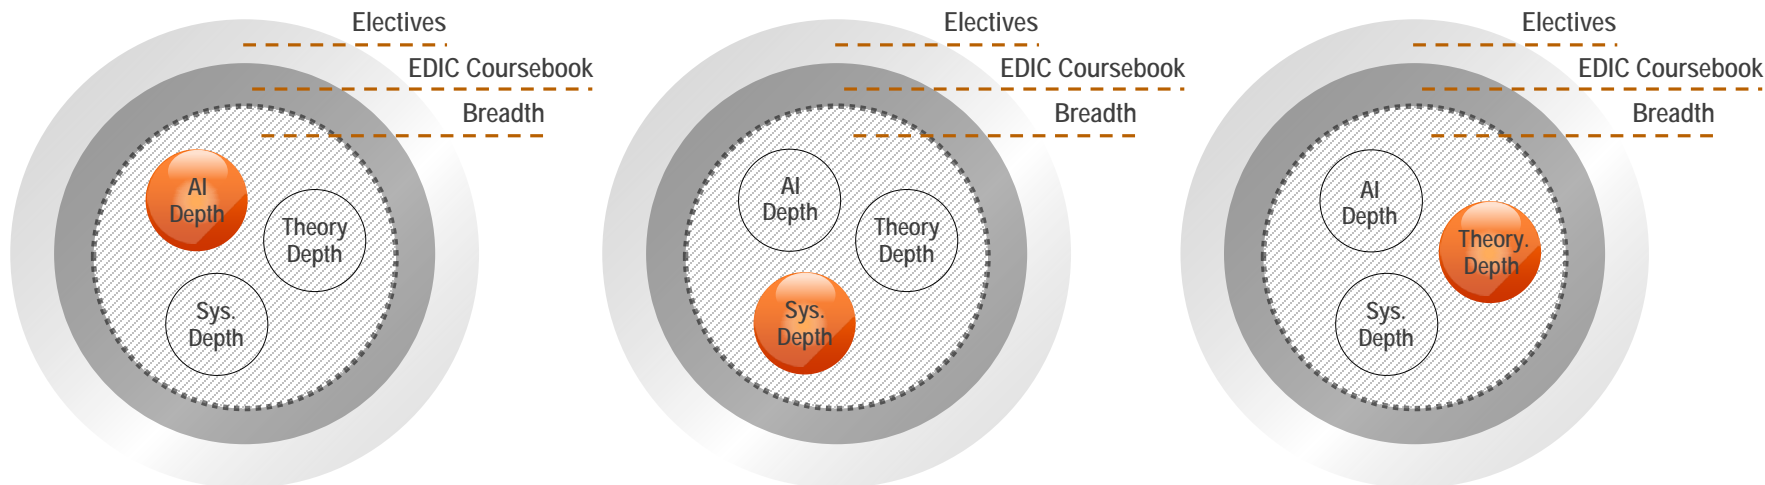 Electives
EDIC Coursebook
Breadth
AI
Depth
Theory
Depth
Sys.
Depth
Electives
EDIC Coursebook
Breadth
AI
Depth
Theory
Depth
Sys.
Depth
Electives
EDIC Coursebook
Breadth
AI
Depth
Theory.
Depth
Sys.
Depth